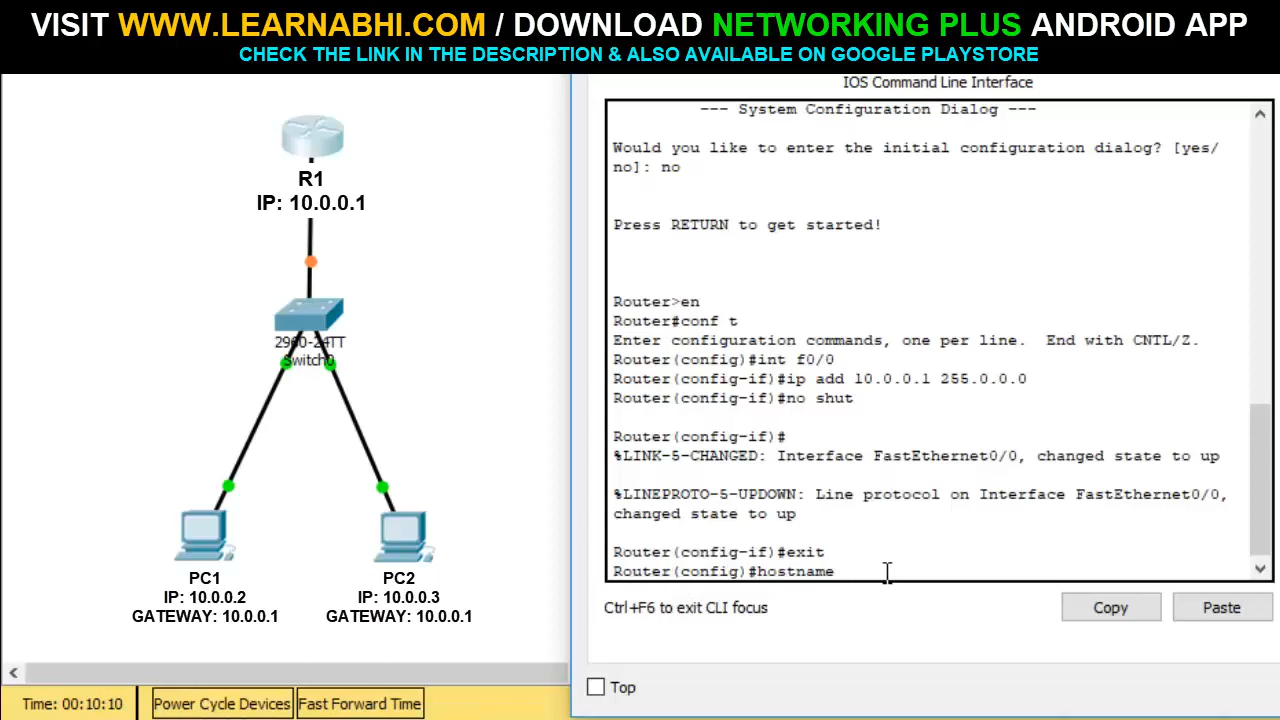 VISIT WWW.LEARNABHI.COM / DOWNLOAD NETWORKING PLUS ANDROID APP
CHECK THE LINK IN THE DESCRIPTION & ALSO AVAILABLE ON GOOGLE PLAYSTORE
R1
IP: 10.0.0.1
2960-24TT
Switch0
PC1
IP: 10.0.0.2
GATEWAY: 10.0.0.1
PC2
IP: 10.0.0.3
GATEWAY: 10.0.0.1
Time: 00:10:10
Power Cycle Devices
Fast Forward Time
IOS Command Line Interface
--- System Configuration Dialog ---
Would you like to enter the initial configuration dialog? [yes/
no]: no
Press RETURN to get started!
Router>en
Router#conf t
Enter configuration commands, one per line. End with CNTL/Z.
Router(config)#int f0/0
Router(config-if)#ip add 10.0.0.1 255.0.0.0
Router(config-if)#no shut
Router(config-if)#
%LINK-5-CHANGED: Interface FastEthernet0/0, changed state to up
%LINEPROTO-5-UPDOWN: Line protocol on Interface FastEthernet0/0,
changed state to up
Router(config-if)#exit
Router(config)#hostname
Ctrl+F6 to exit CLI focus
Copy
Paste
Top